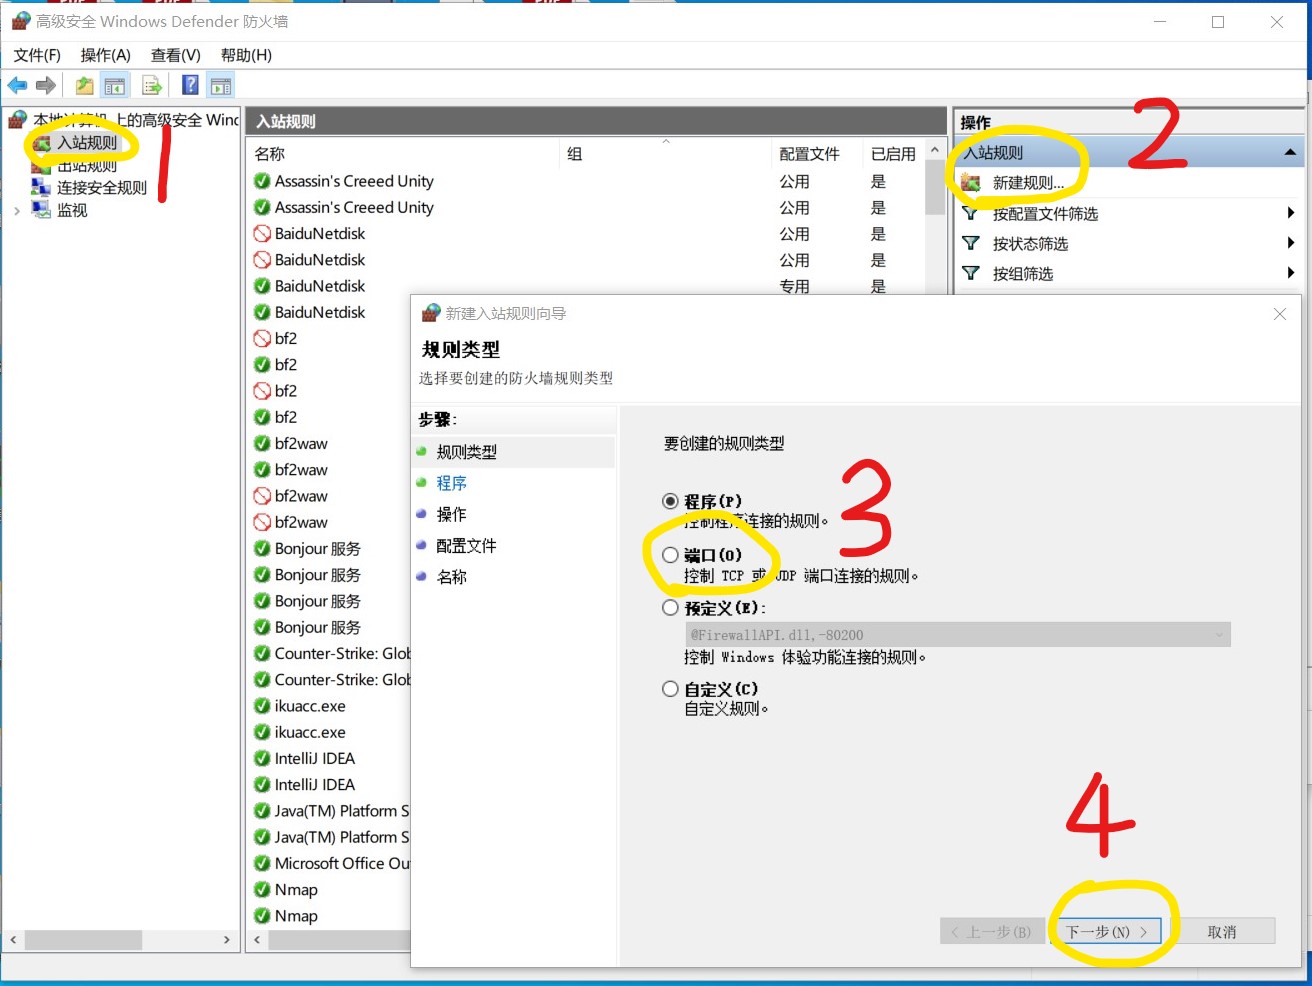 高级安全 Windows Defender 防火墙
文件(F) 操作(A) 查看(V) 帮助(H)
本地计算机 上的高级安全 Wind
入站规则
出站规则
连接安全规则
监视
1
入站规则
名称 组 配置文件 已启用
Assassin's Creeed Unity 公用 是
Assassin's Creeed Unity 公用 是
BaiduNetdisk 公用 是
BaiduNetdisk 公用 是
BaiduNetdisk 专用 是
BaiduNetdisk
bf2
bf2
bf2
bf2
bf2waw
bf2waw
bf2waw
bf2waw
Bonjour 服务
Bonjour 服务
Bonjour 服务
Bonjour 服务
Counter-Strike: Glob
Counter-Strike: Glob
ikuacc.exe
ikuacc.exe
IntelliJ IDEA
IntelliJ IDEA
Java(TM) Platform S
Java(TM) Platform S
Microsoft Office Ou
Nmap
Nmap
操作
2
入站规则
新建规则...
按配置文件筛选
按状态筛选
按组筛选
新建入站规则向导
规则类型
选择要创建的防火墙规则类型
步骤:
规则类型
程序
操作
配置文件
名称
要创建的规则类型
程序(P)
控制程序连接的规则。
3
端口(O)
控制 TCP 或 UDP 端口连接的规则。
预定义(E):
@FirewallAPI.dll,-80200
控制 Windows 体验功能连接的规则。
自定义(C)
自定义规则。
4
< 上一步(B) 下一步(N) > 取消